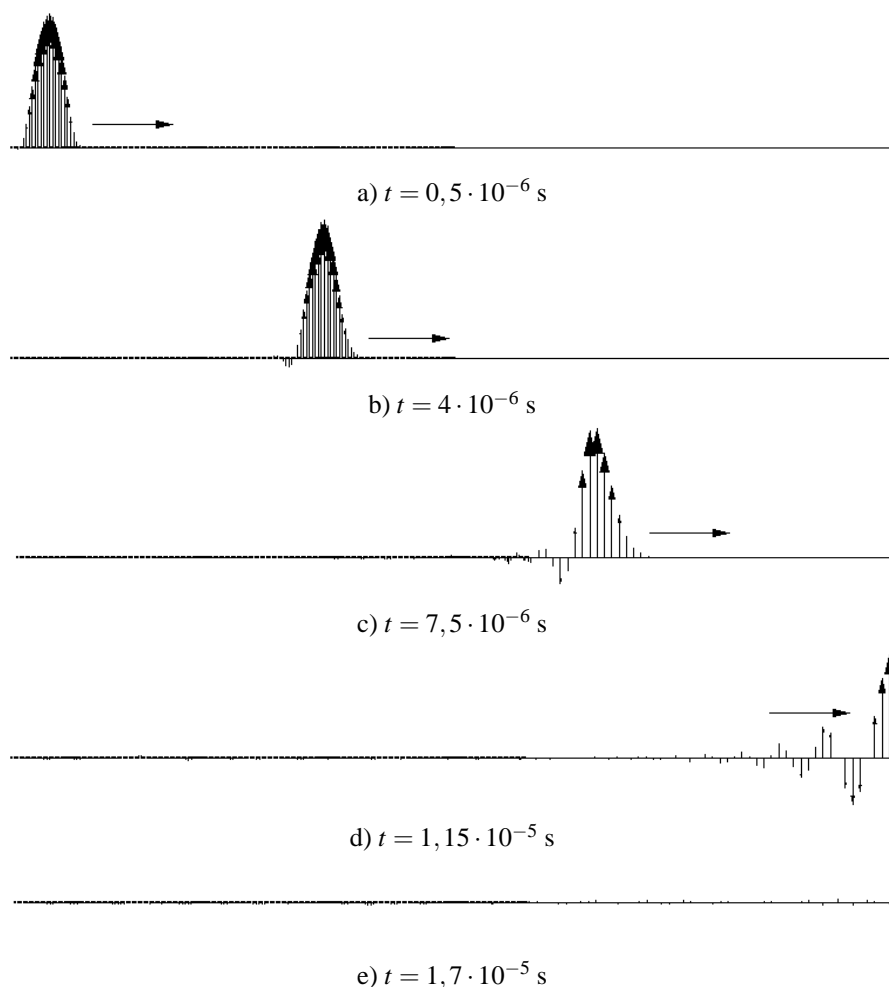 a) t = 0,5 · 10⁻⁶ s
b) t = 4 · 10⁻⁶ s
c) t = 7,5 · 10⁻⁶ s
d) t = 1,15 · 10⁻⁵ s
e) t = 1,7 · 10⁻⁵ s